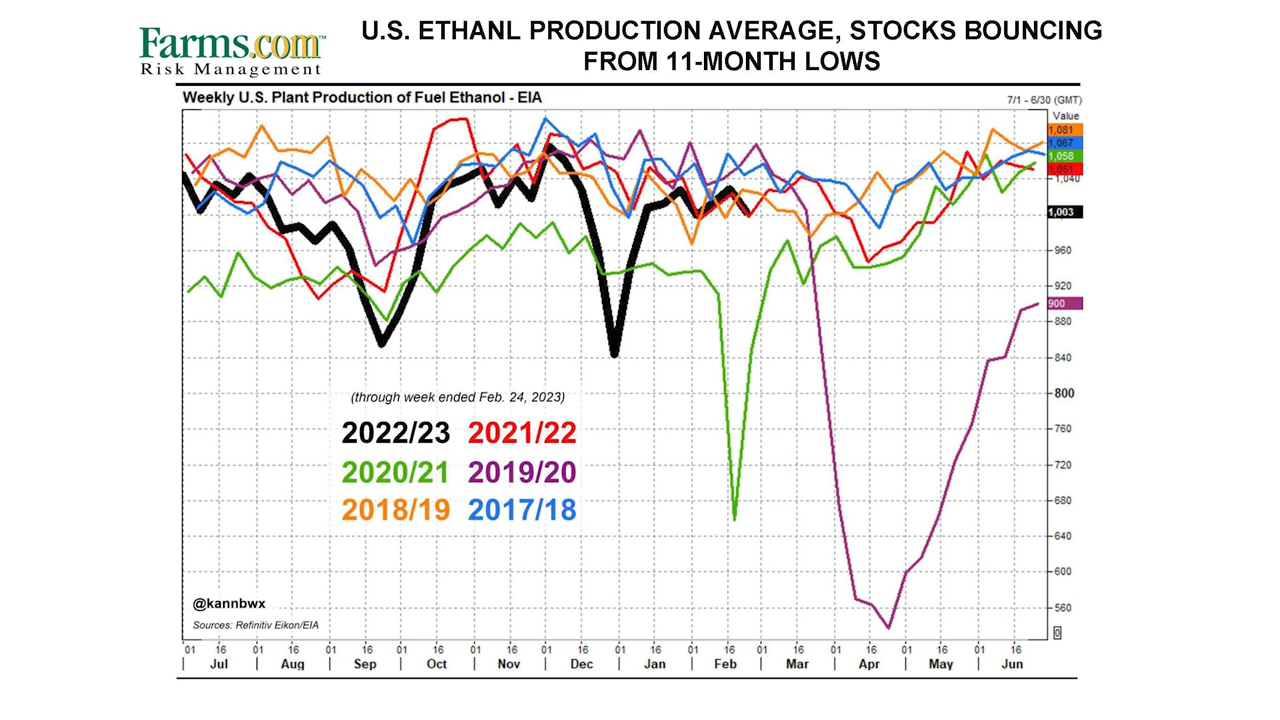 Farms.com™
Risk Management
U.S. ETHANL PRODUCTION AVERAGE, STOCKS BOUNCING
FROM 11-MONTH LOWS
Weekly U.S. Plant Production of Fuel Ethanol - EIA
7/1 - 6/30 (GMT)
Value
1,081
1,067
1,058
1,051
1,040
1,003
960
920
900
880
840
800
760
720
680
640
600
560
0
(through week ended Feb. 24, 2023)
2022/23 2021/22
2020/21 2019/20
2018/19 2017/18
@kannbwx
Sources: Refinitiv Eikon/EIA
01 16 01 16 01 16 01 16 01 16 01 16 01 16 01 16 01 16 01 16 01 16 01 16
Jul Aug Sep Oct Nov Dec Jan Feb Mar Apr May Jun